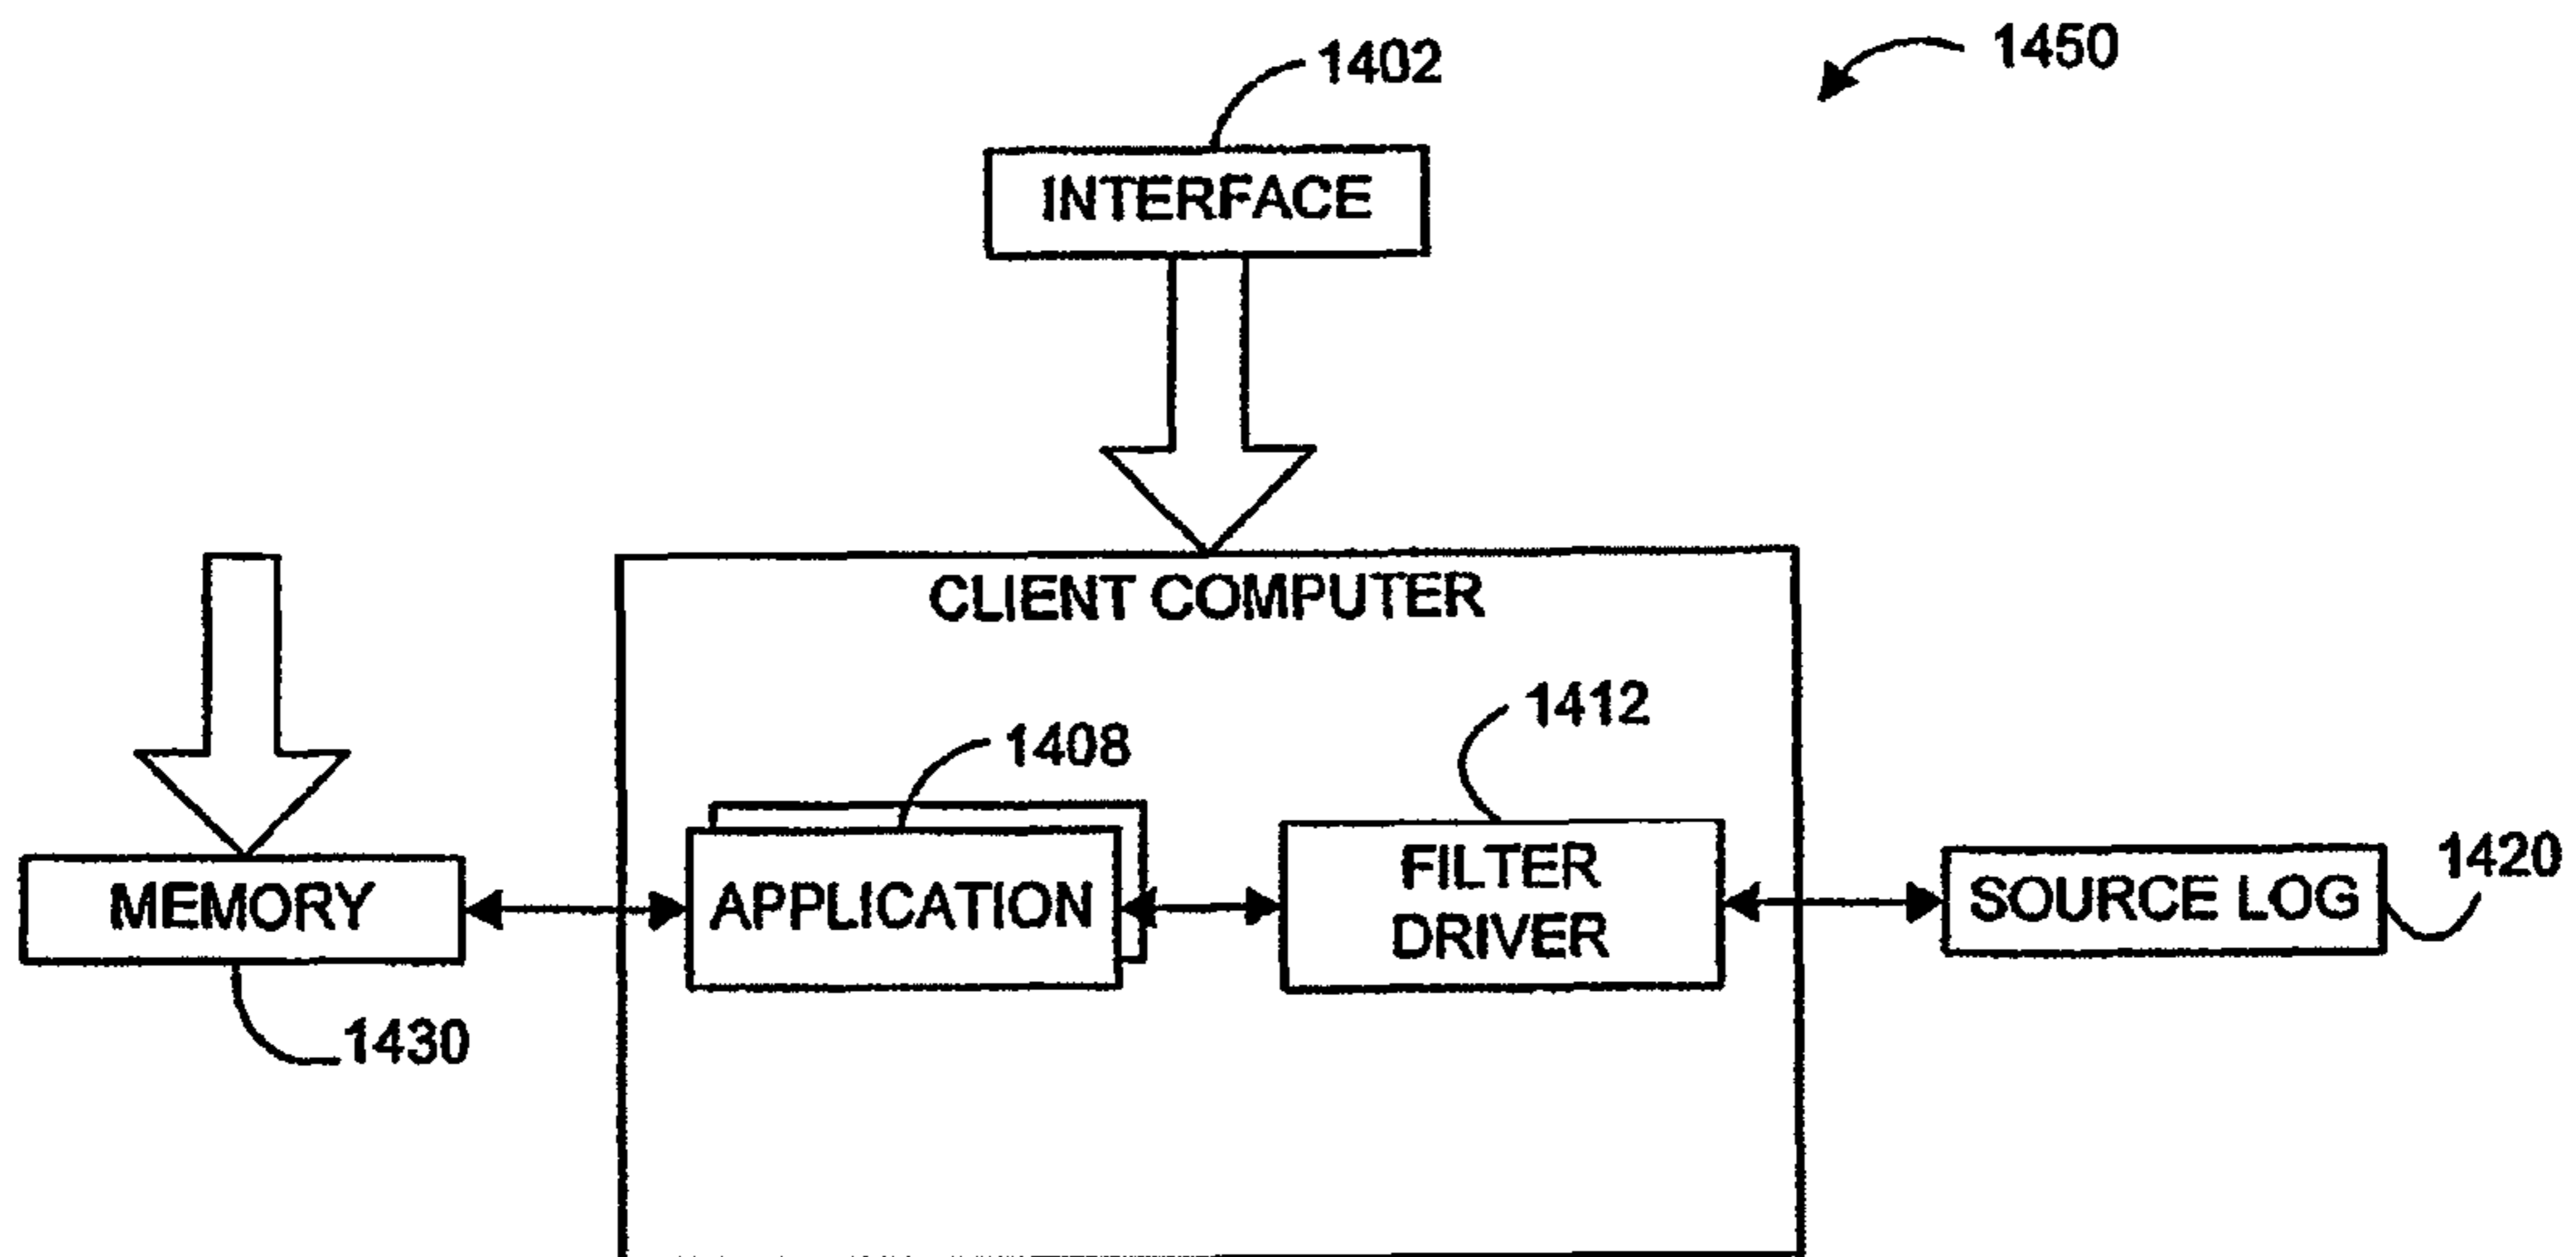 1450
1402
INTERFACE
CLIENT COMPUTER
1412
1408
FILTER
DRIVER
APPLICATION
MEMORY
SOURCE LOG
1420
1430